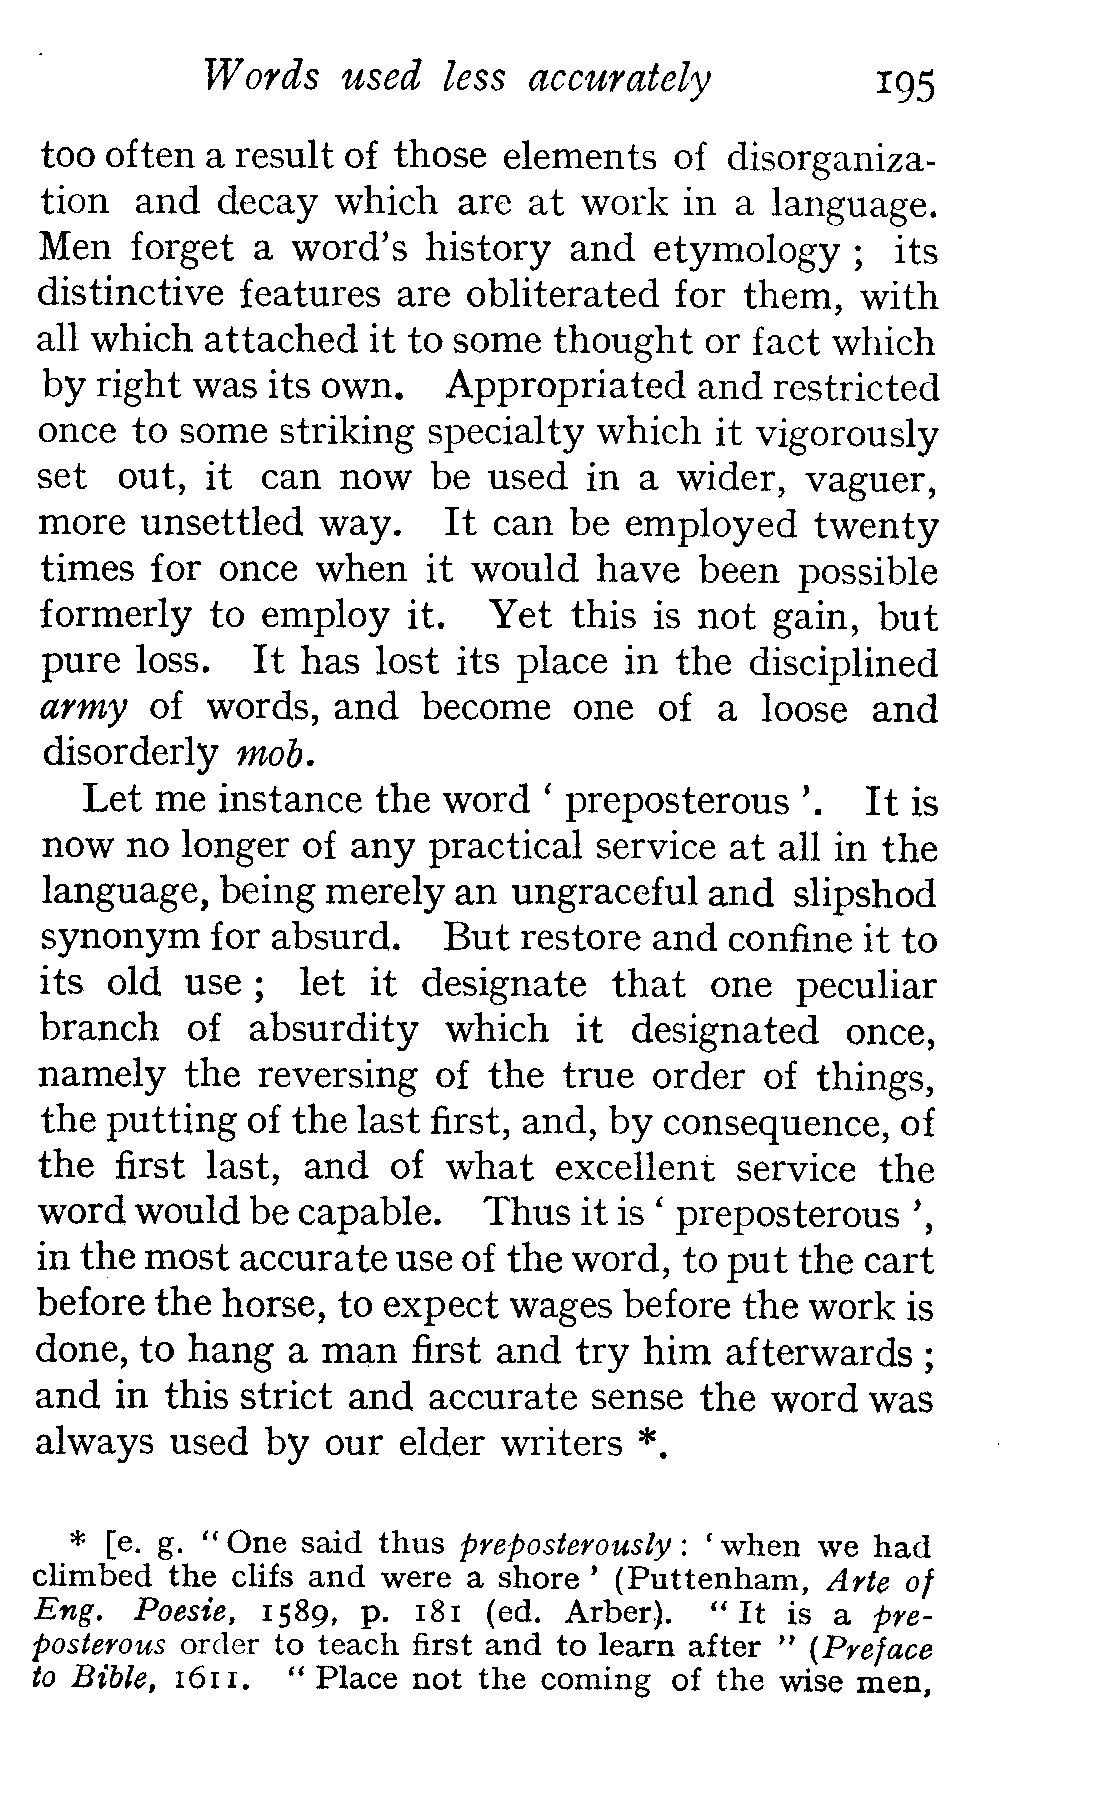 Words used less accurately 195
too often a result of those elements of disorganiza-
tion and decay which are at work in a language.
Men forget a word's history and etymology ; its
distinctive features are obliterated for them, with
all which attached it to some thought or fact which
by right was its own. Appropriated and restricted
once to some striking specialty which it vigorously
set out, it can now be used in a wider, vaguer,
more unsettled way. It can be employed twenty
times for once when it would have been possible
formerly to employ it. Yet this is not gain, but
pure loss. It has lost its place in the disciplined
army of words, and become one of a loose and
disorderly mob.
Let me instance the word ‘ preposterous ’. It is
now no longer of any practical service at all in the
language, being merely an ungraceful and slipshod
synonym for absurd. But restore and confine it to
its old use ; let it designate that one peculiar
branch of absurdity which it designated once,
namely the reversing of the true order of things,
the putting of the last first, and, by consequence, of
the first last, and of what excellent service the
word would be capable. Thus it is ‘ preposterous ’,
in the most accurate use of the word, to put the cart
before the horse, to expect wages before the work is
done, to hang a man first and try him afterwards ;
and in this strict and accurate sense the word was
always used by our elder writers *.
* [e. g. “ One said thus preposterously : ‘ when we had
climbed the clifs and were a shore ’ (Puttenham, Arte of
Eng. Poesie, 1589, p. 181 (ed. Arber). “ It is a pre-
posterous order to teach first and to learn after ” (Preface
to Bible, 1611. “ Place not the coming of the wise men,